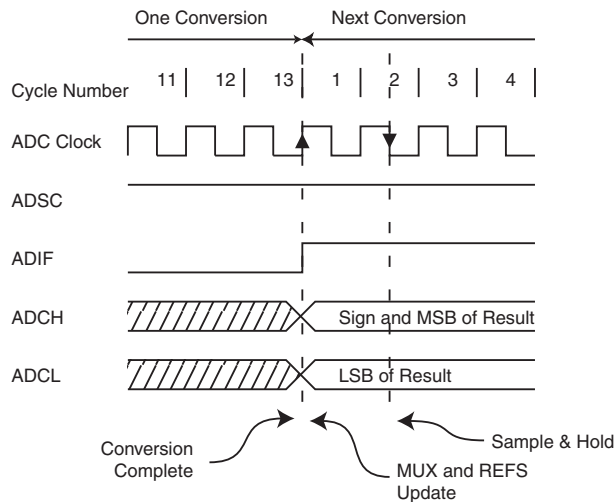 One Conversion Next Conversion
Cycle Number 11 12 13 1 2 3 4
ADC Clock
ADSC
ADIF
ADCH Sign and MSB of Result
ADCL LSB of Result
Conversion
Complete
MUX and REFS
Update
Sample & Hold